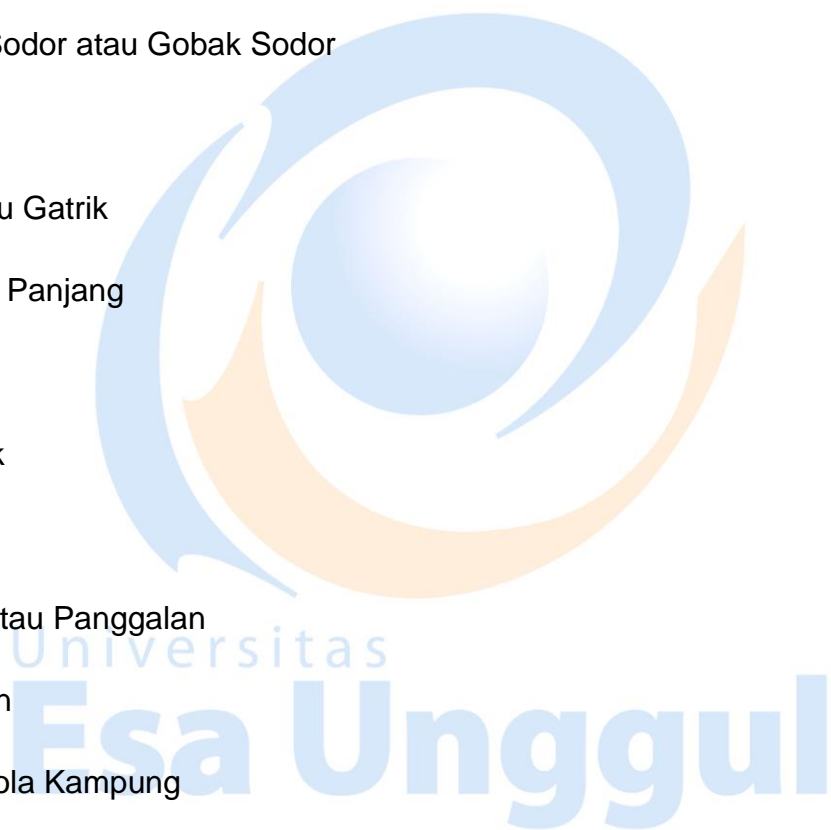 Sodor atau Gobak Sodor
u Gatrik
Panjang
k
tau Panggalan
Universitas
n
Esa Unggul
ola Kampung